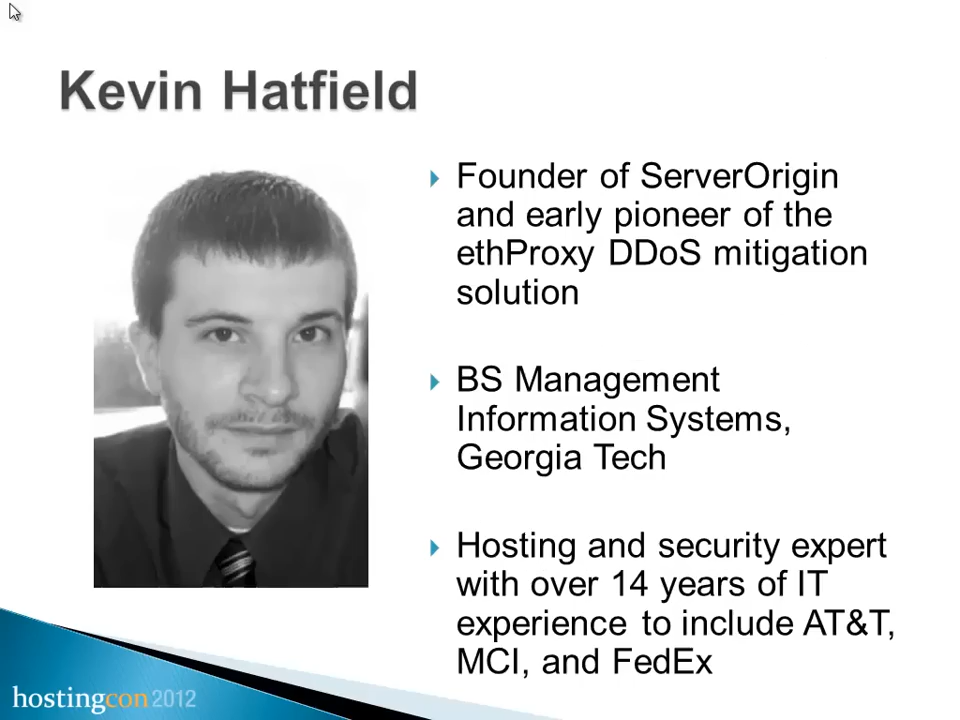 Kevin Hatfield
Founder of ServerOrigin
and early pioneer of the
ethProxy DDoS mitigation
solution
BS Management
Information Systems,
Georgia Tech
Hosting and security expert
with over 14 years of IT
experience to include AT&T,
MCI, and FedEx
hostingcon2012